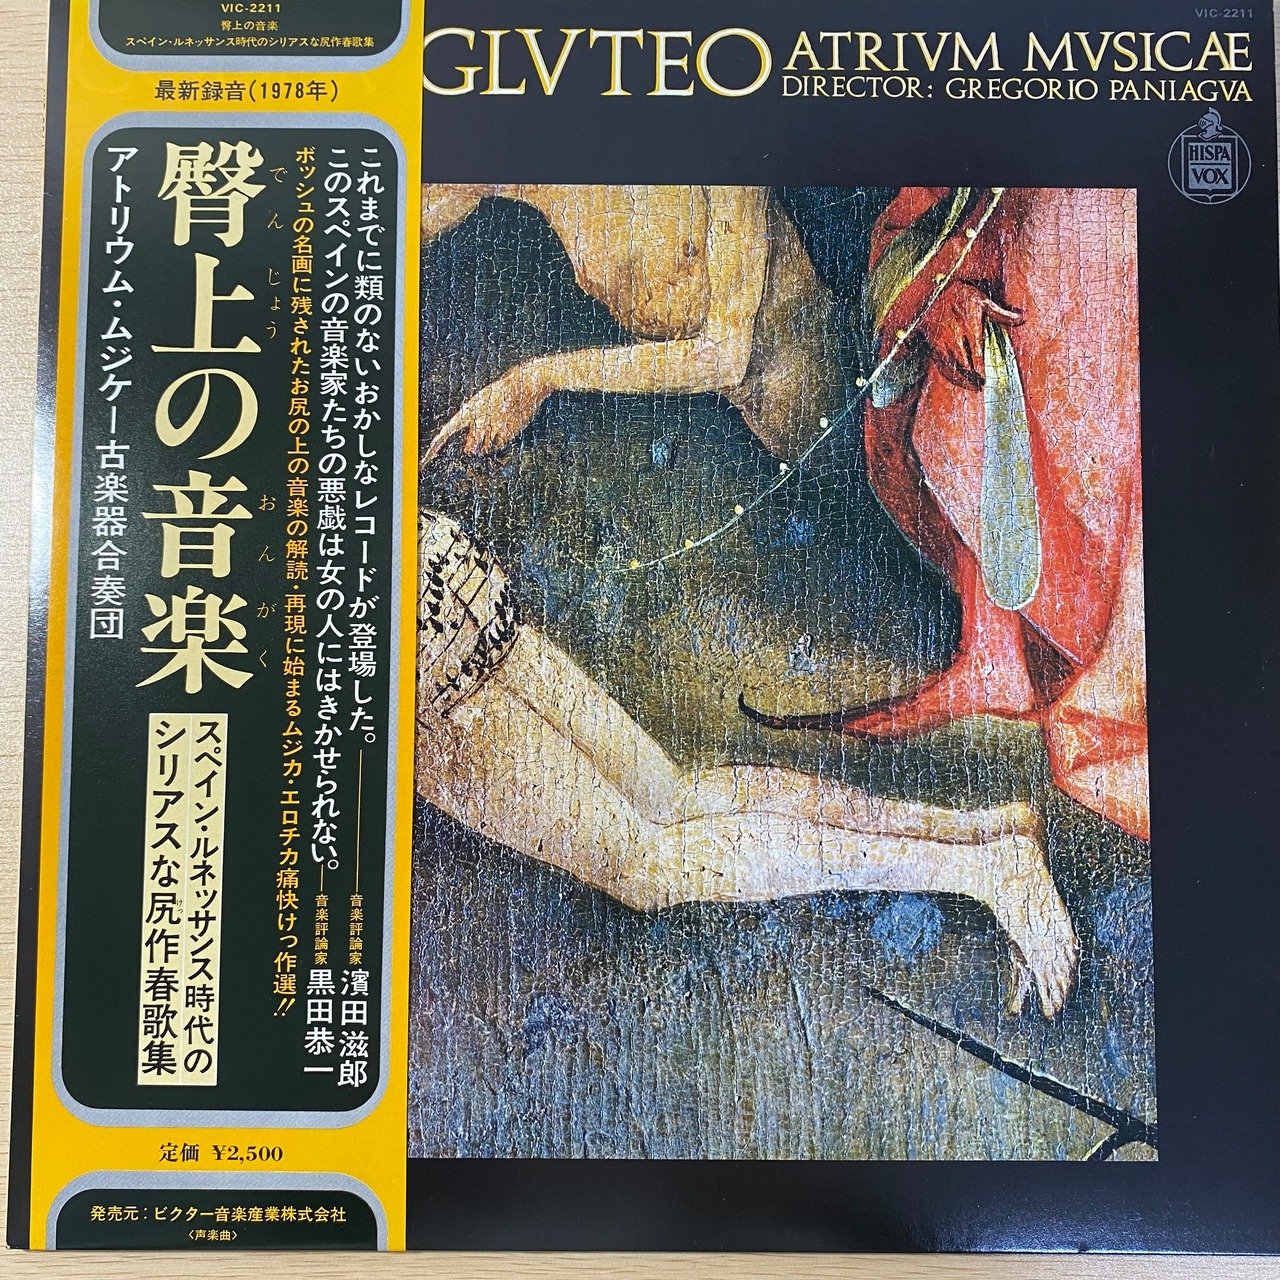 VIC-2211
臀上の音楽
スペイン・ルネッサンス時代のシリアスな尻作春歌集
最新録音(1978年)
これまでに類のないおかしなレコードが登場した。――音楽評論家 濱田滋郎
このスペインの音楽家たちの悪戯は女の人にはきかせられない。――音楽評論家 黒田恭一
ボッシュの名画に残されたお尻の上の音楽の解読・再現に始まるムジカ・エロチカ痛快けっ作選!!
でんじょう おんがく
臀上の音楽
スペイン・ルネッサンス時代の
シリアスな尻作春歌集
けっ
アトリウム・ムジケー古楽器合奏団
定価 ¥2,500
発売元:ビクター音楽産業株式会社
〈声楽曲〉
VIC-2211
GLVTEO
ATRIVM MVSICAE
DIRECTOR: GREGORIO PANIAGVA
HISPA
VOX